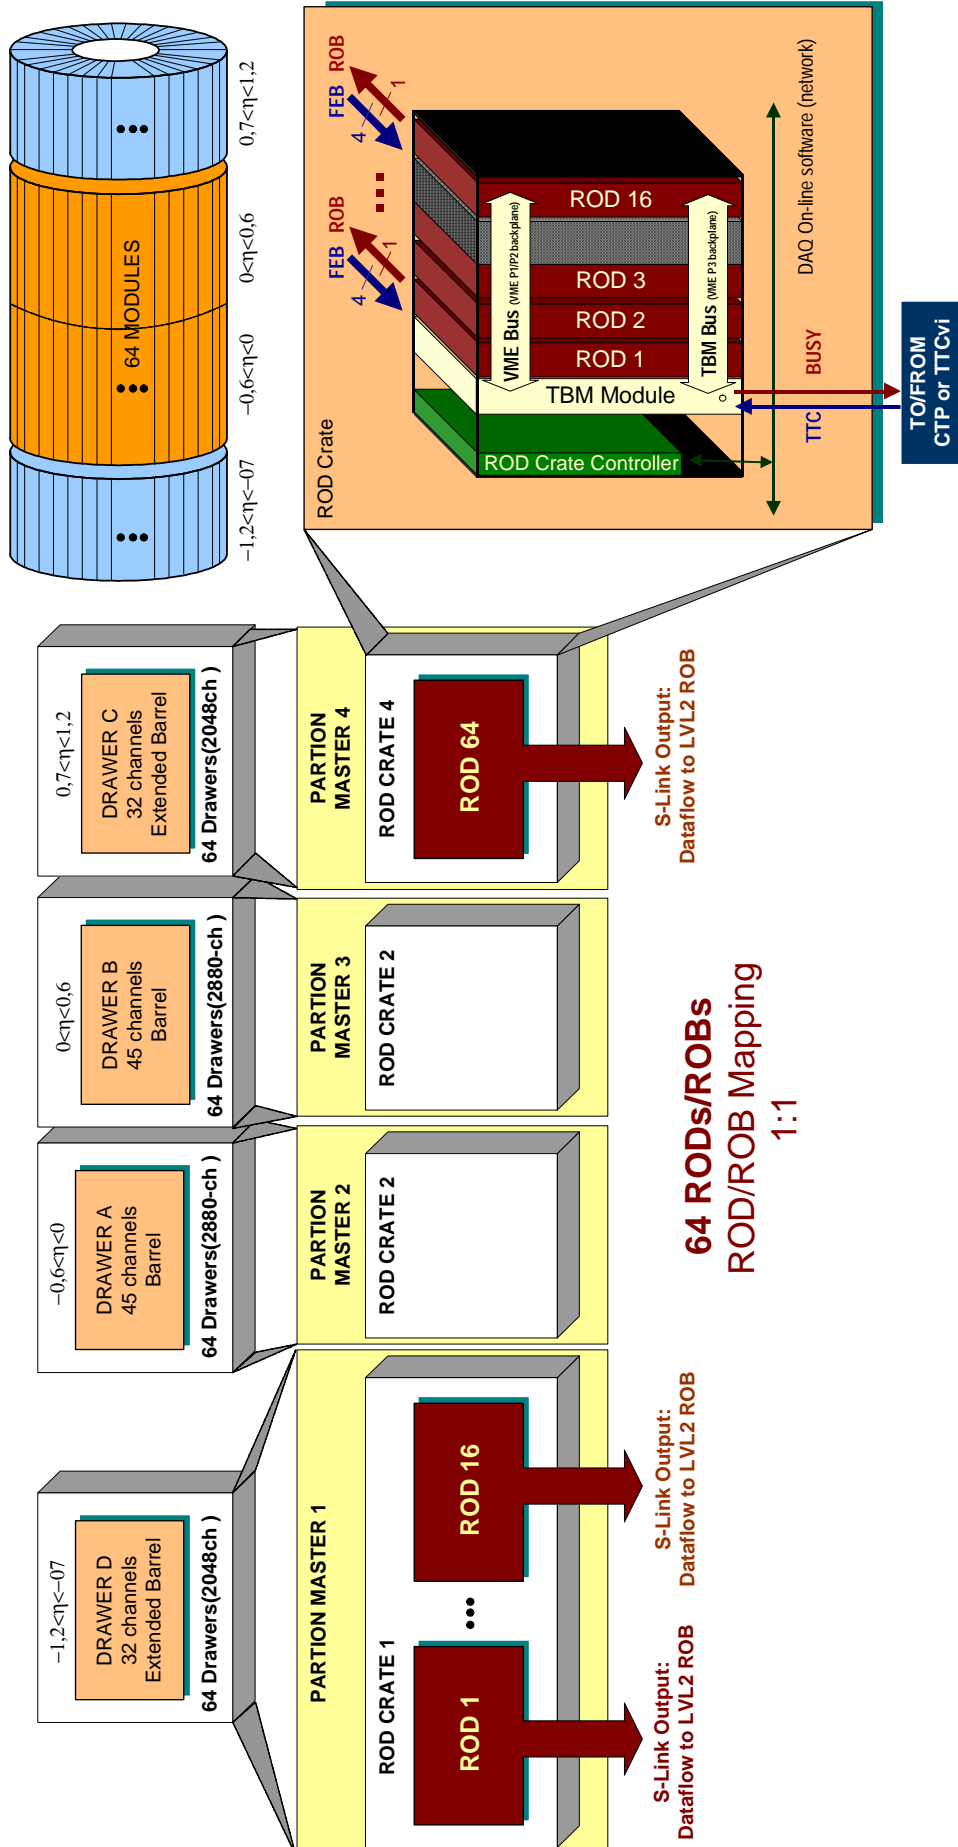 −1,2<η<−07
DRAWER D
32 channels
Extended Barrel
64 Drawers(2048ch )
−0,6<η<0
DRAWER A
45 channels
Barrel
64 Drawers(2880-ch )
0<η<0,6
DRAWER B
45 channels
Barrel
64 Drawers(2880-ch )
0,7<η<1,2
DRAWER C
32 channels
Extended Barrel
64 Drawers(2048ch )
64 MODULES
−1,2<η<−07
−0,6<η<0
0<η<0,6
0,7<η<1,2
PARTION MASTER 1
ROD CRATE 1
ROD 1
ROD 16
PARTION
MASTER 2
ROD CRATE 2
PARTION
MASTER 3
ROD CRATE 2
PARTION
MASTER 4
ROD CRATE 4
ROD 64
S-Link Output:
Dataflow to LVL2 ROB
S-Link Output:
Dataflow to LVL2 ROB
S-Link Output:
Dataflow to LVL2 ROB
64 RODs/ROBs
ROD/ROB Mapping
1:1
ROD Crate
FEB ROB
4
1
FEB ROB
4
1
VME Bus (VME P1/P2 backplane)
ROD Crate Controller
TBM Module
ROD 1
ROD 2
ROD 3
ROD 16
TBM Bus (VME P3 backplane)
TTC
BUSY
DAQ On-line software (network)
TO/FROM
CTP or TTCvi